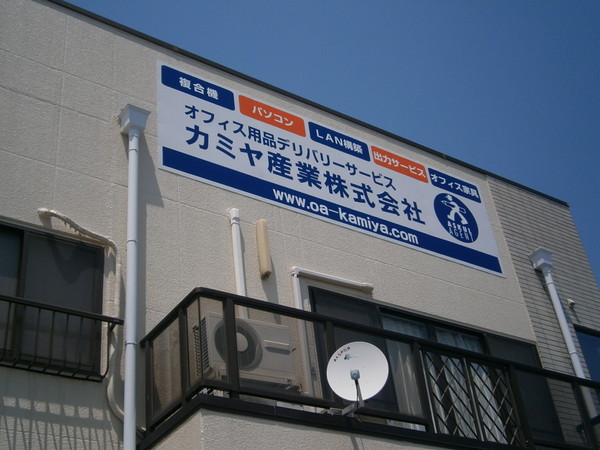 複合機
パソコン
LAN構築
出力サービス
オフィス家具
オフィス用品デリバリーサービス
カミヤ産業株式会社
www.oa-kamiya.com
ASKUL
AGENT